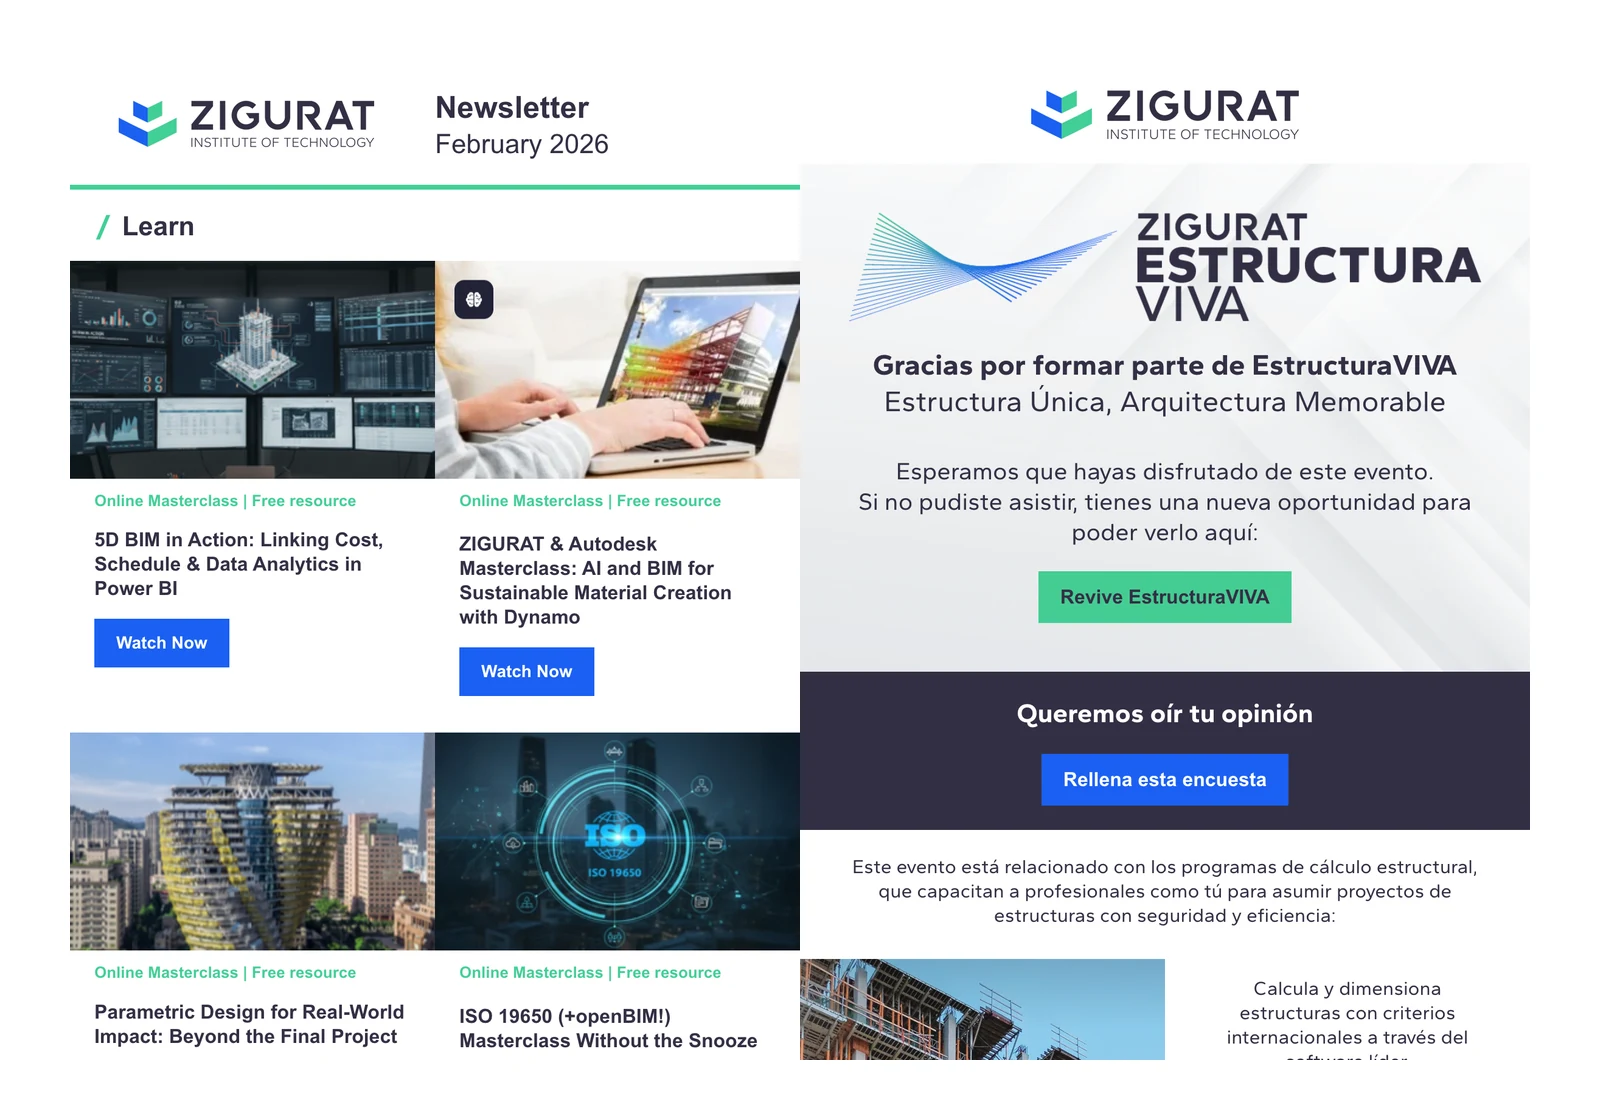 ZIGURAT
INSTITUTE OF TECHNOLOGY
Newsletter
February 2026
/ Learn
Online Masterclass | Free resource
5D BIM in Action: Linking Cost,
Schedule & Data Analytics in
Power BI
Watch Now
Online Masterclass | Free resource
ZIGURAT & Autodesk
Masterclass: AI and BIM for
Sustainable Material Creation
with Dynamo
Watch Now
ISO
ISO 19650
Online Masterclass | Free resource
Parametric Design for Real-World
Impact: Beyond the Final Project
Online Masterclass | Free resource
ISO 19650 (+openBIM!)
Masterclass Without the Snooze
ZIGURAT
INSTITUTE OF TECHNOLOGY
ZIGURAT
ESTRUCTURA
VIVA
Gracias por formar parte de EstructuraVIVA
Estructura Única, Arquitectura Memorable
Esperamos que hayas disfrutado de este evento.
Si no pudiste asistir, tienes una nueva oportunidad para
poder verlo aquí:
Revive EstructuraVIVA
Queremos oír tu opinión
Rellena esta encuesta
Este evento está relacionado con los programas de cálculo estructural,
que capacitan a profesionales como tú para asumir proyectos de
estructuras con seguridad y eficiencia:
Calcula y dimensiona
estructuras con criterios
internacionales a través del
software líder